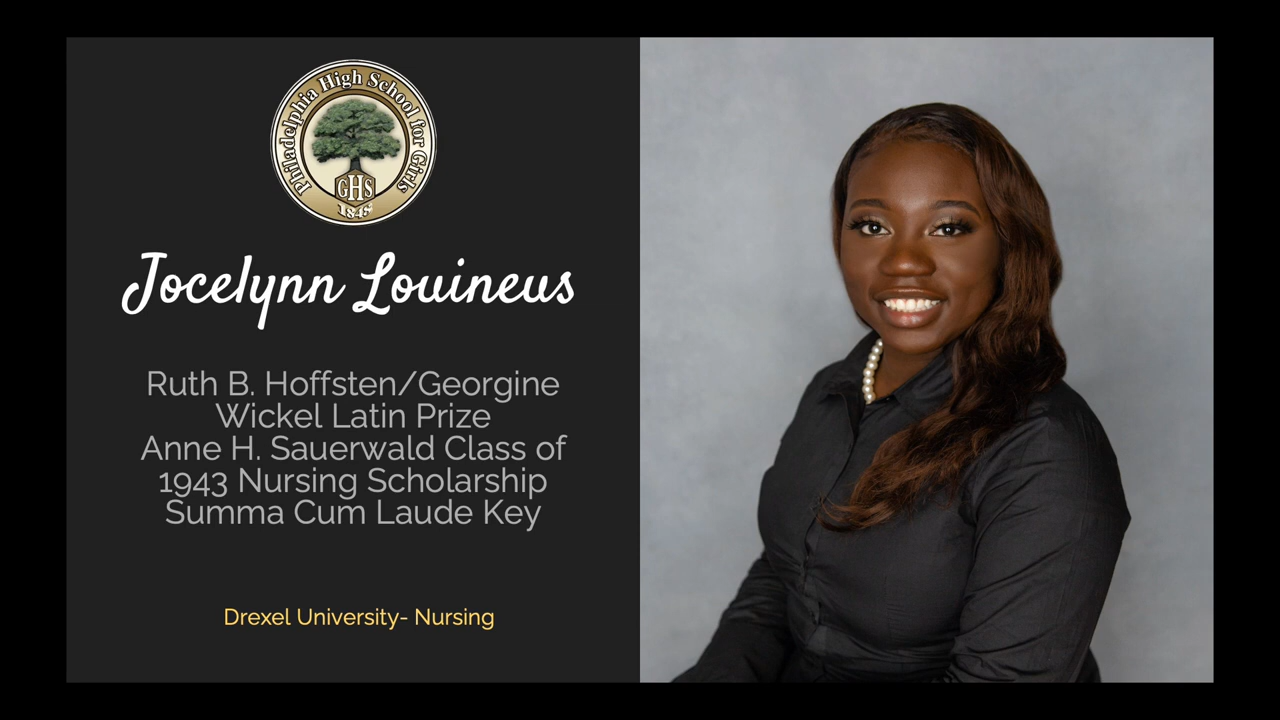 Philadelphia High School for Girls
GHS
1848
Jocelynn Louineus
Ruth B. Hoffsten/Georgine
Wickel Latin Prize
Anne H. Sauerwald Class of
1943 Nursing Scholarship
Summa Cum Laude Key
Drexel University- Nursing